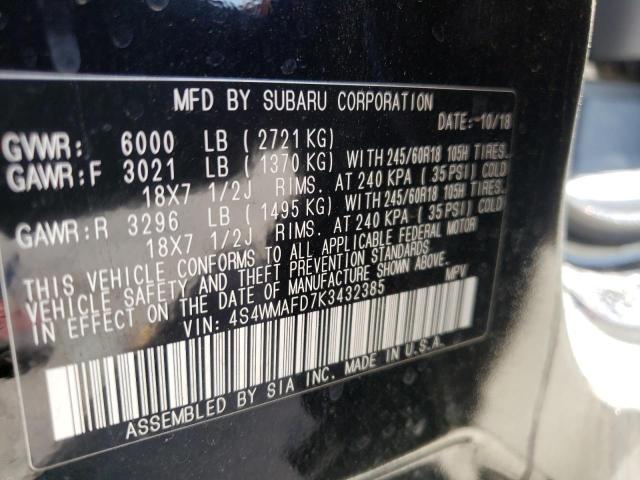 MFD BY SUBARU CORPORATION
DATE: 10/18
GVWR: 6000 LB (2721 KG)
GAWR:F 3021 LB (1370 KG) WITH 245/60R18 105H TIRES.
18X7 1/2J RIMS. AT 240 KPA (35 PSI) COLD
GAWR:R 3296 LB (1495 KG) WITH 245/60R18 105H TIRES.
18X7 1/2J RIMS. AT 240 KPA (35 PSI) COLD
THIS VEHICLE CONFORMS TO ALL APPLICABLE FEDERAL MOTOR
VEHICLE SAFETY AND THEFT PREVENTION STANDARDS
IN EFFECT ON THE DATE OF MANUFACTURE SHOWN ABOVE.
VIN: 4S4WMAFD7K3432385 MPV
ASSEMBLED BY SIA INC. MADE IN U.S.A.